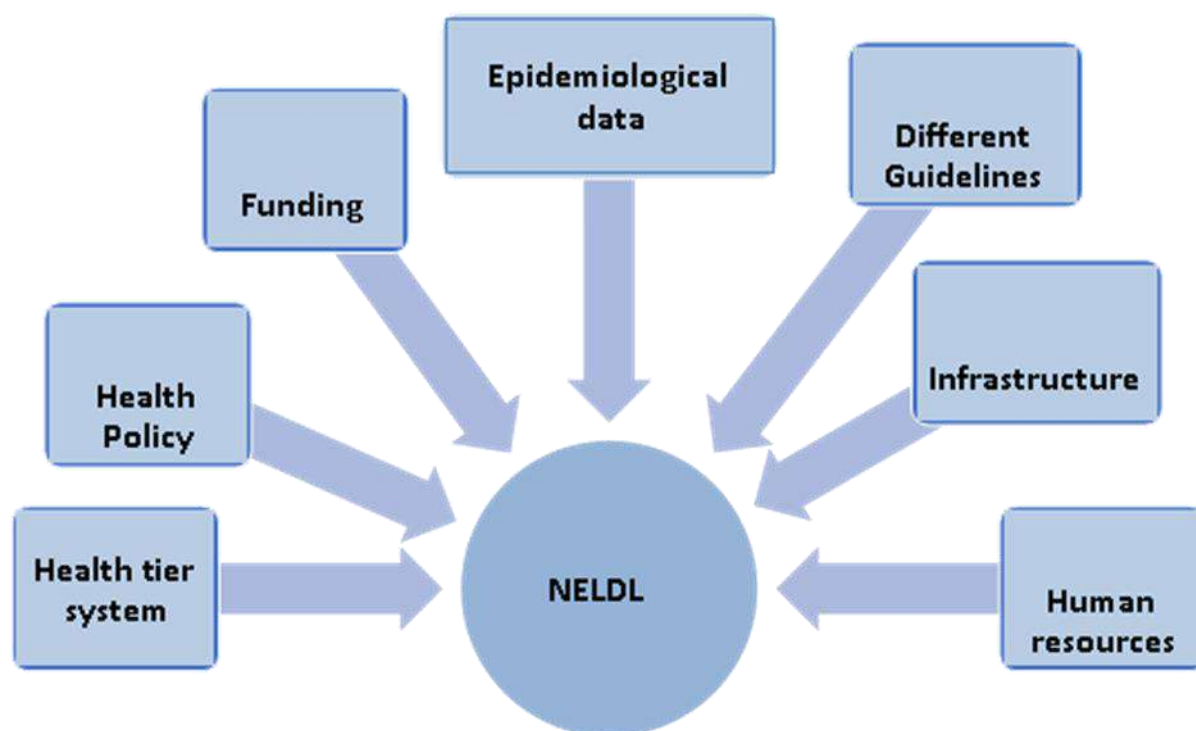 Epidemiological
data
Different
Guidelines
Funding
Infrastructure
Health
Policy
Health tier
system
NELDL
Human
resources